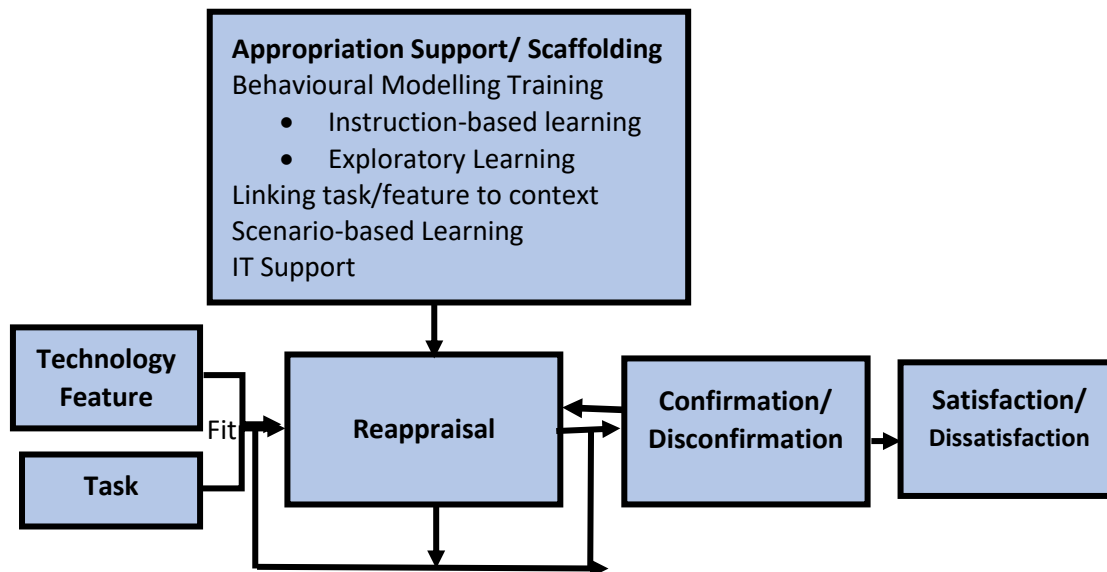 Appropriation Support/ Scaffolding
Behavioural Modelling Training
• Instruction-based learning
• Exploratory Learning
Linking task/feature to context
Scenario-based Learning
IT Support
Technology
Feature
Fit
Task
Reappraisal
Confirmation/
Disconfirmation
Satisfaction/
Dissatisfaction